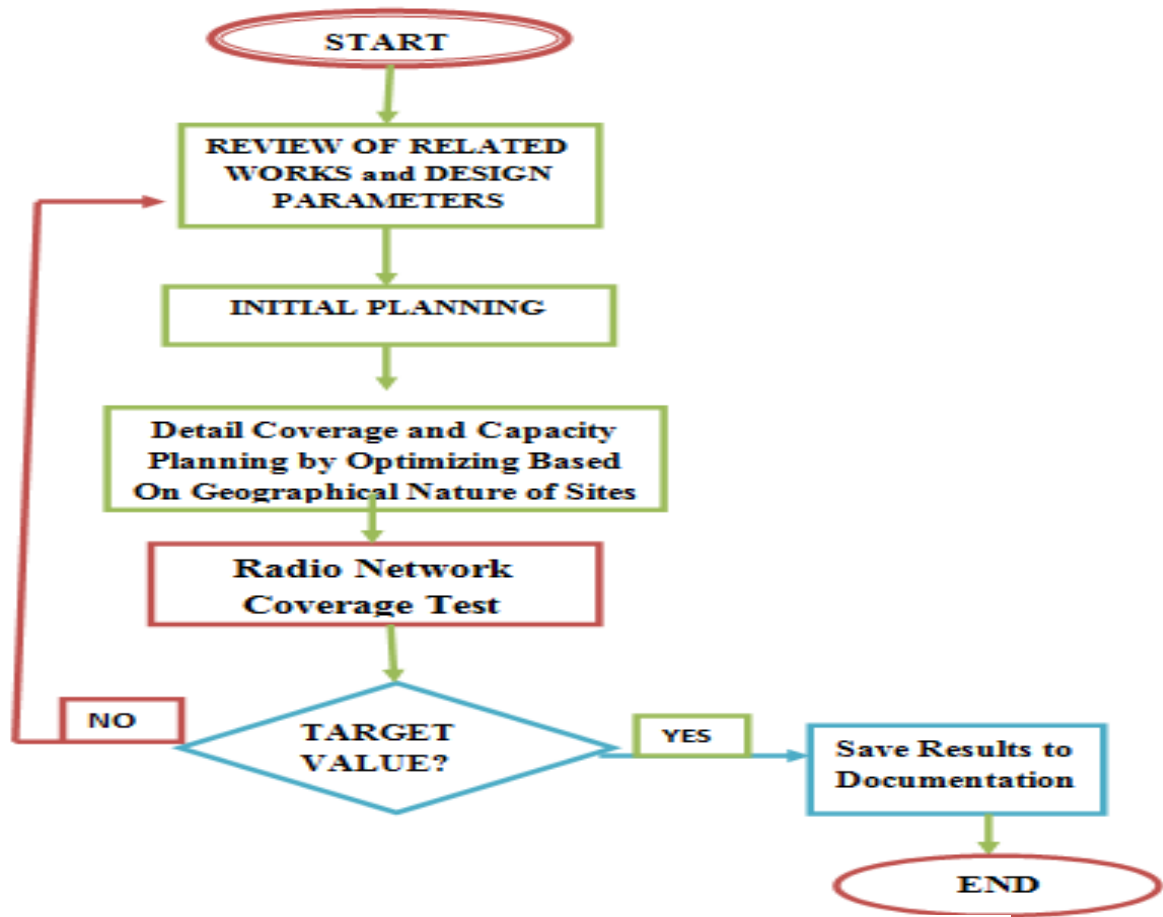 START
REVIEW OF RELATED
WORKS and DESIGN
PARAMETERS
INITIAL PLANNING
Detail Coverage and Capacity
Planning by Optimizing Based
On Geographical Nature of Sites
Radio Network
Coverage Test
TARGET
VALUE?
NO
YES
Save Results to
Documentation
END